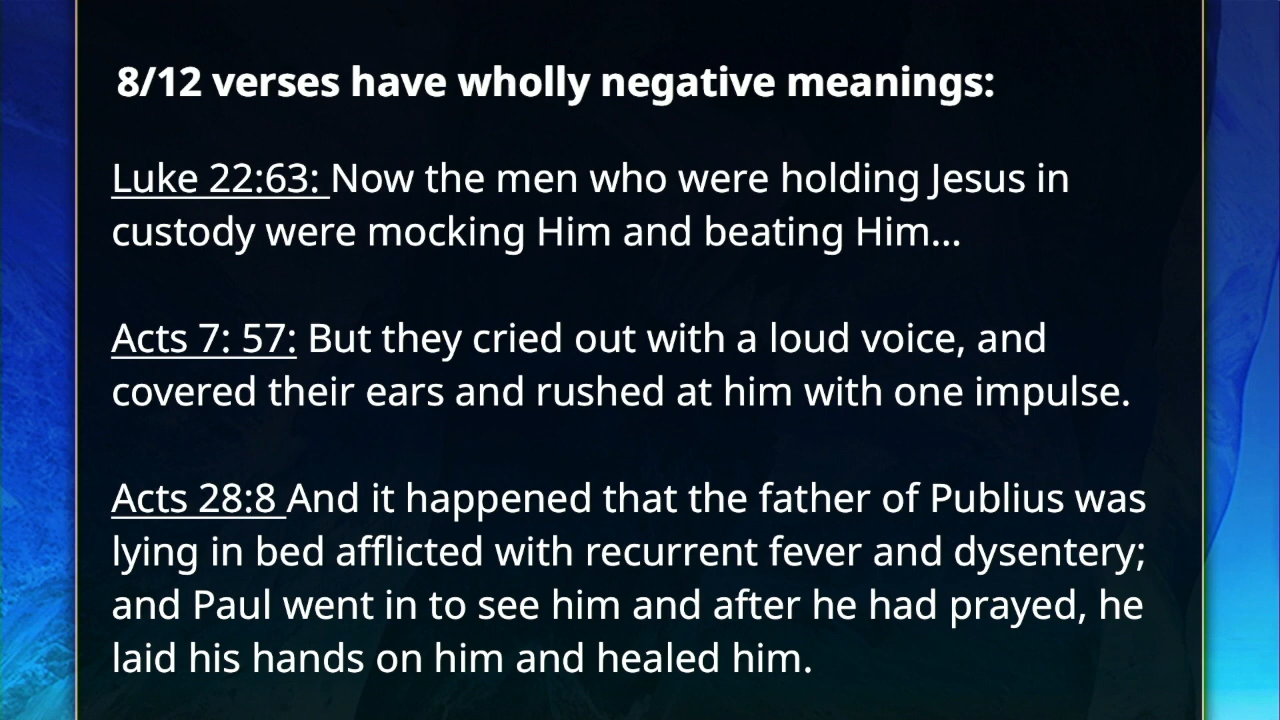 8/12 verses have wholly negative meanings:
Luke 22:63: Now the men who were holding Jesus in
custody were mocking Him and beating Him...
Acts 7: 57: But they cried out with a loud voice, and
covered their ears and rushed at him with one impulse.
Acts 28:8 And it happened that the father of Publius was
lying in bed afflicted with recurrent fever and dysentery;
and Paul went in to see him and after he had prayed, he
laid his hands on him and healed him.